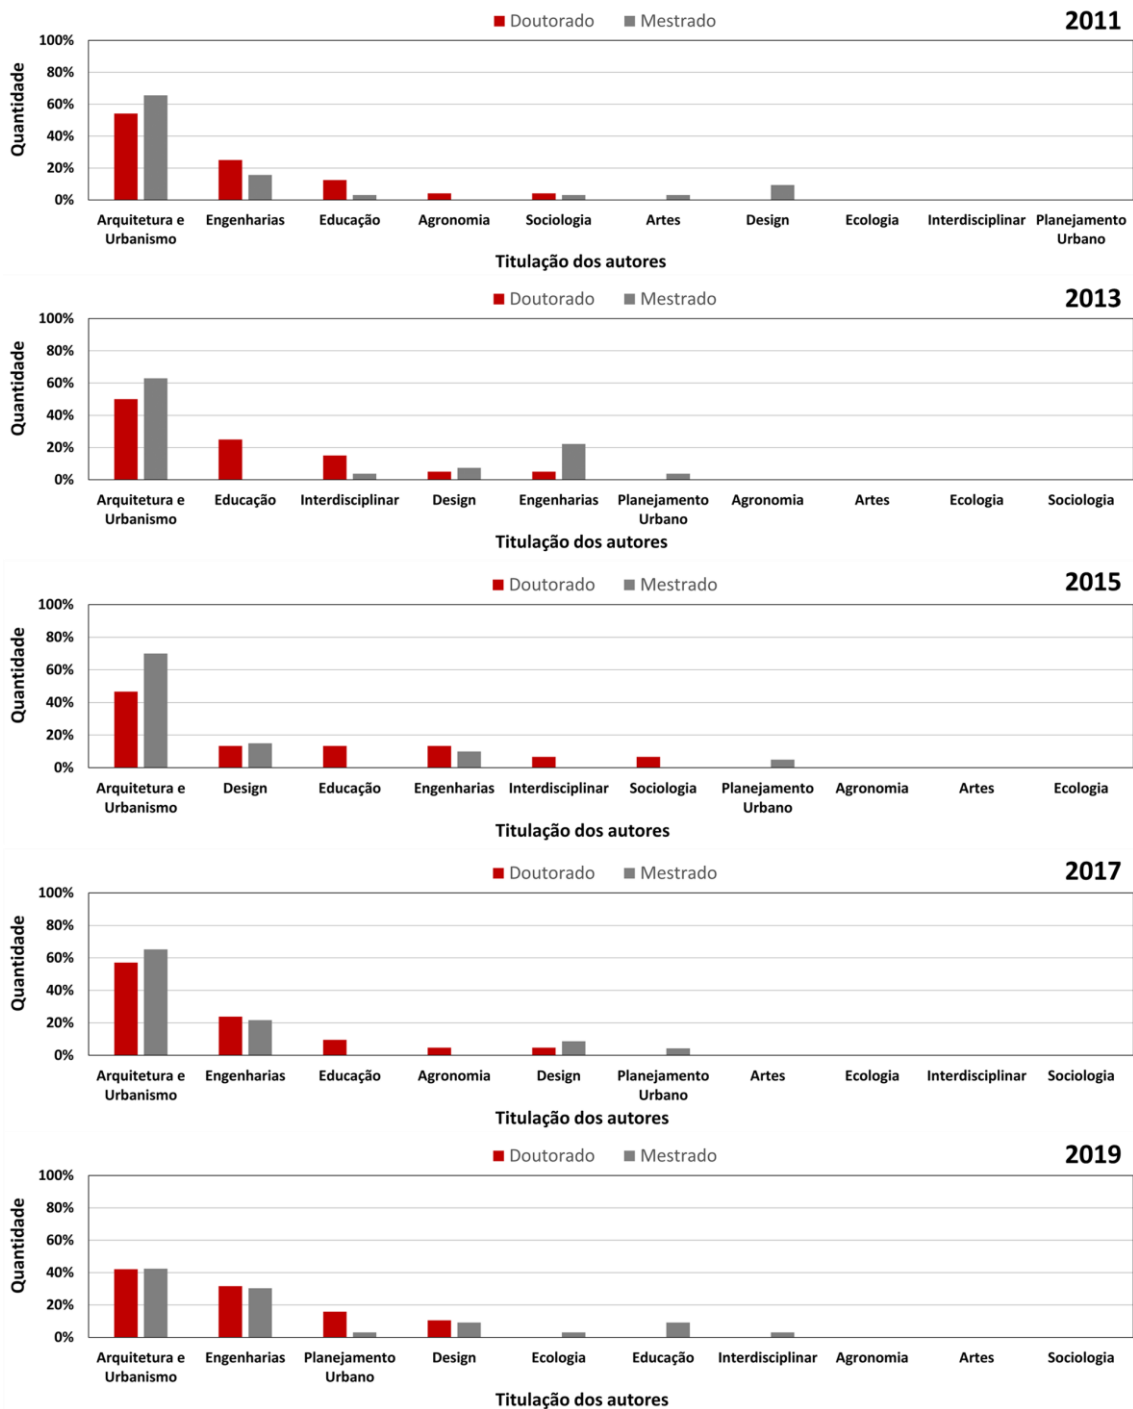 Doutorado Mestrado 2011
Quantidade
100%
80%
60%
40%
20%
0%
Arquitetura e Urbanismo
Engenharias
Educação
Agronomia
Sociologia
Artes
Design
Ecologia
Interdisciplinar
Planejamento Urbano
Titulação dos autores
Doutorado Mestrado 2013
Quantidade
100%
80%
60%
40%
20%
0%
Arquitetura e Urbanismo
Educação
Interdisciplinar
Design
Engenharias
Planejamento Urbano
Agronomia
Artes
Ecologia
Sociologia
Titulação dos autores
Doutorado Mestrado 2015
Quantidade
100%
80%
60%
40%
20%
0%
Arquitetura e Urbanismo
Design
Educação
Engenharias
Interdisciplinar
Sociologia
Planejamento Urbano
Agronomia
Artes
Ecologia
Titulação dos autores
Doutorado Mestrado 2017
Quantidade
100%
80%
60%
40%
20%
0%
Arquitetura e Urbanismo
Engenharias
Educação
Agronomia
Design
Planejamento Urbano
Artes
Ecologia
Interdisciplinar
Sociologia
Titulação dos autores
Doutorado Mestrado 2019
Quantidade
100%
80%
60%
40%
20%
0%
Arquitetura e Urbanismo
Engenharias
Planejamento Urbano
Design
Ecologia
Educação
Interdisciplinar
Agronomia
Artes
Sociologia
Titulação dos autores